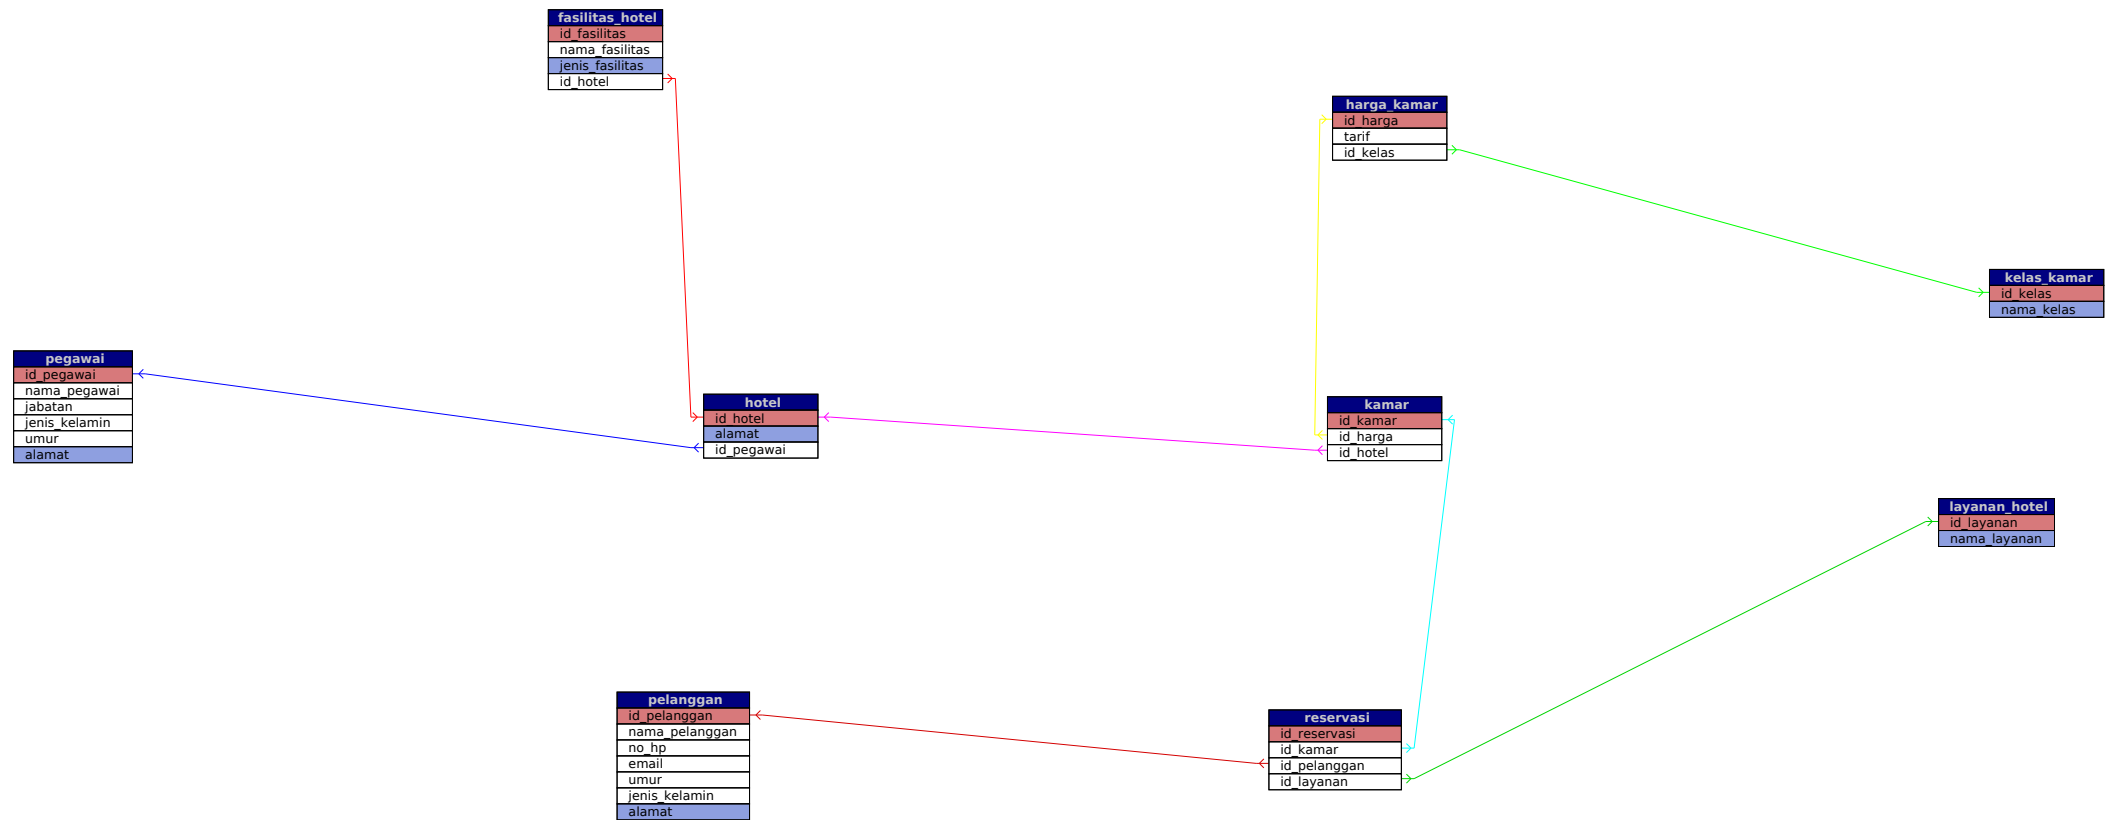 fasilitas_hotel
id_fasilitas
nama_fasilitas
jenis_fasilitas
id_hotel
harga_kamar
id_harga
tarif
id_kelas
kelas_kamar
id_kelas
nama_kelas
pegawai
id_pegawai
nama_pegawai
jabatan
jenis_kelamin
umur
alamat
hotel
id_hotel
alamat
id_pegawai
kamar
id_kamar
id_harga
id_hotel
layanan_hotel
id_layanan
nama_layanan
pelanggan
id_pelanggan
nama_pelanggan
no_hp
email
umur
jenis_kelamin
alamat
reservasi
id_reservasi
id_kamar
id_pelanggan
id_layanan